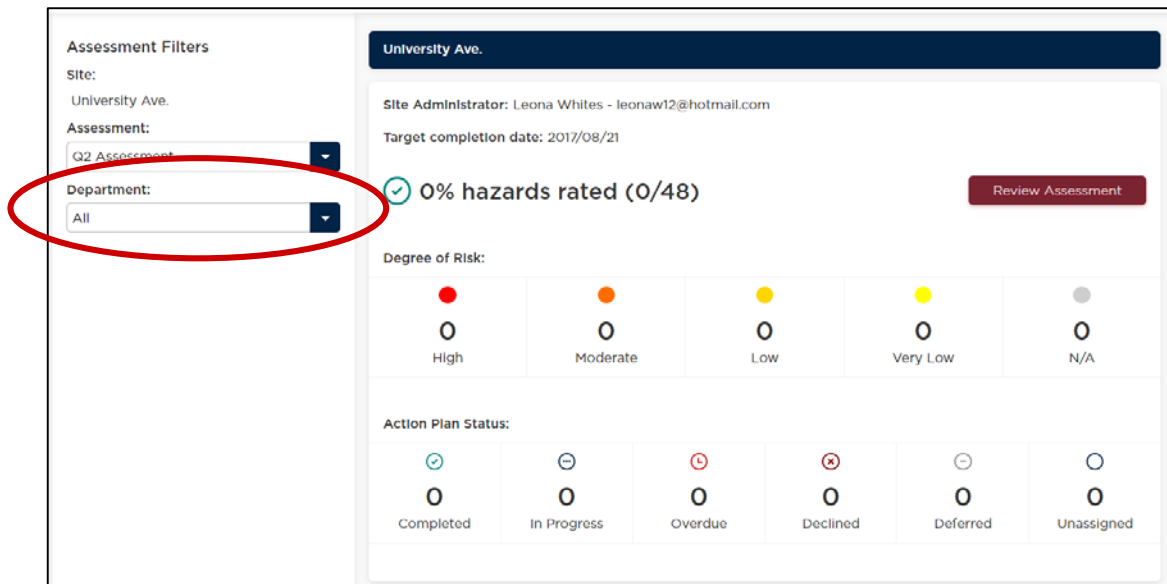 Assessment Filters
Site:
University Ave.
Assessment:
Q2 Assessment
Department:
All
University Ave.
Site Administrator: Leona Whites - leonaw12@hotmail.com
Target completion date: 2017/08/21
0% hazards rated (0/48)
Review Assessment
Degree of Risk:
0 0 0 0 0
High Moderate Low Very Low N/A
Action Plan Status:
0 0 0 0 0 0
Completed In Progress Overdue Declined Deferred Unassigned